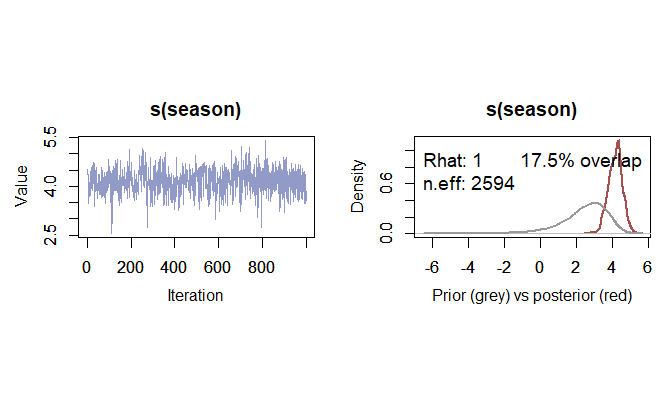 s(season)
Value
2.5
4.0
5.5
0
200
400
600
800
Iteration
s(season)
Density
0.0
0.6
Rhat: 1 17.5% overlap
n.eff: 2594
-6
-4
-2
0
2
4
6
Prior (grey) vs posterior (red)